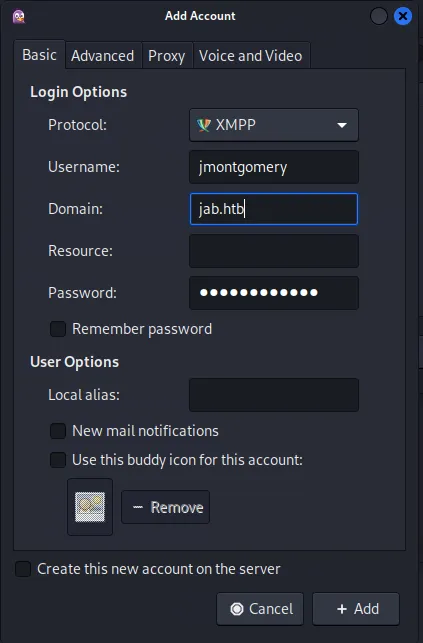 Add Account
Basic Advanced Proxy Voice and Video
Login Options
Protocol: XMPP
Username: jmontgomery
Domain: jab.htb
Resource:
Password: ●●●●●●●●●●●●
Remember password
User Options
Local alias:
New mail notifications
Use this buddy icon for this account:
Remove
Create this new account on the server
Cancel Add